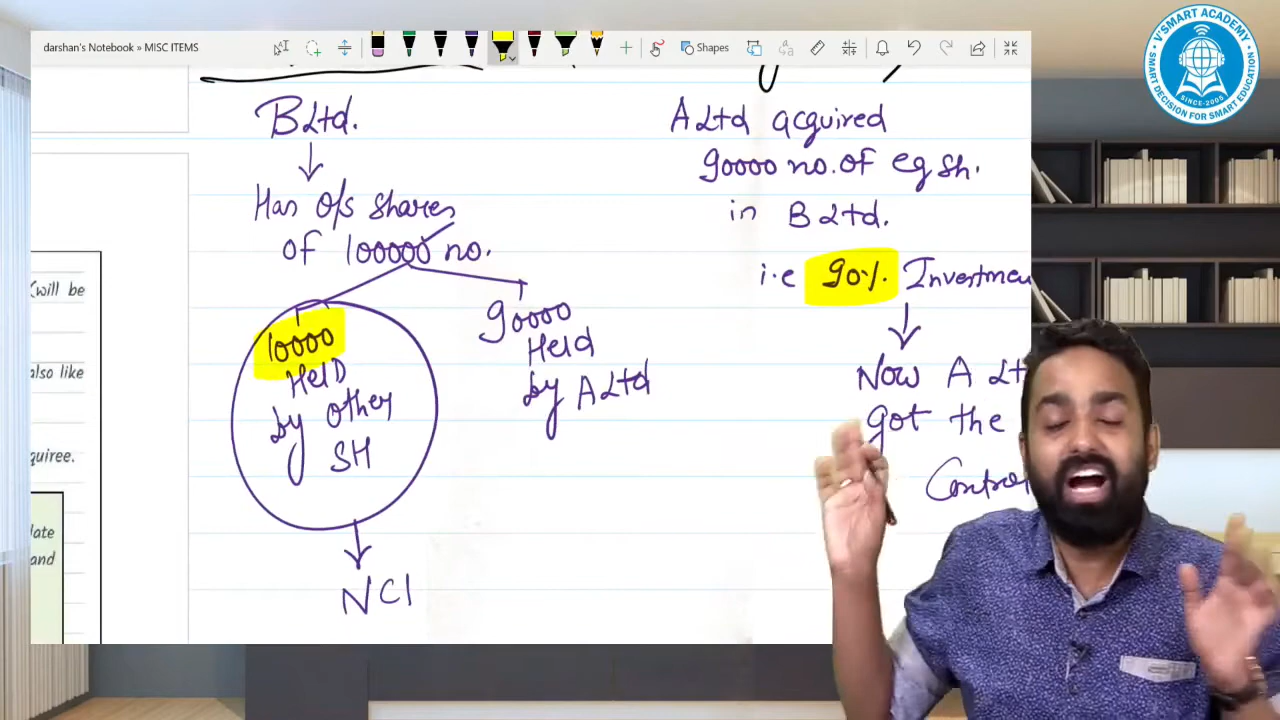 darshan's Notebook » MISC ITEMS
Shapes
V'SMART ACADEMY
SINCE-2005
SMART DECISION FOR SMART EDUCATION
B Ltd.
Has o/s shares
of 100000 no.
10000
HelD
by other
SH
NCI
90000
Held
by A Ltd
A Ltd acquired
90000 no. of eq sh.
in B Ltd.
i.e 90%. Investmen
Now A Lt
got the
Contro
(will be
also like
quiree.
late
and